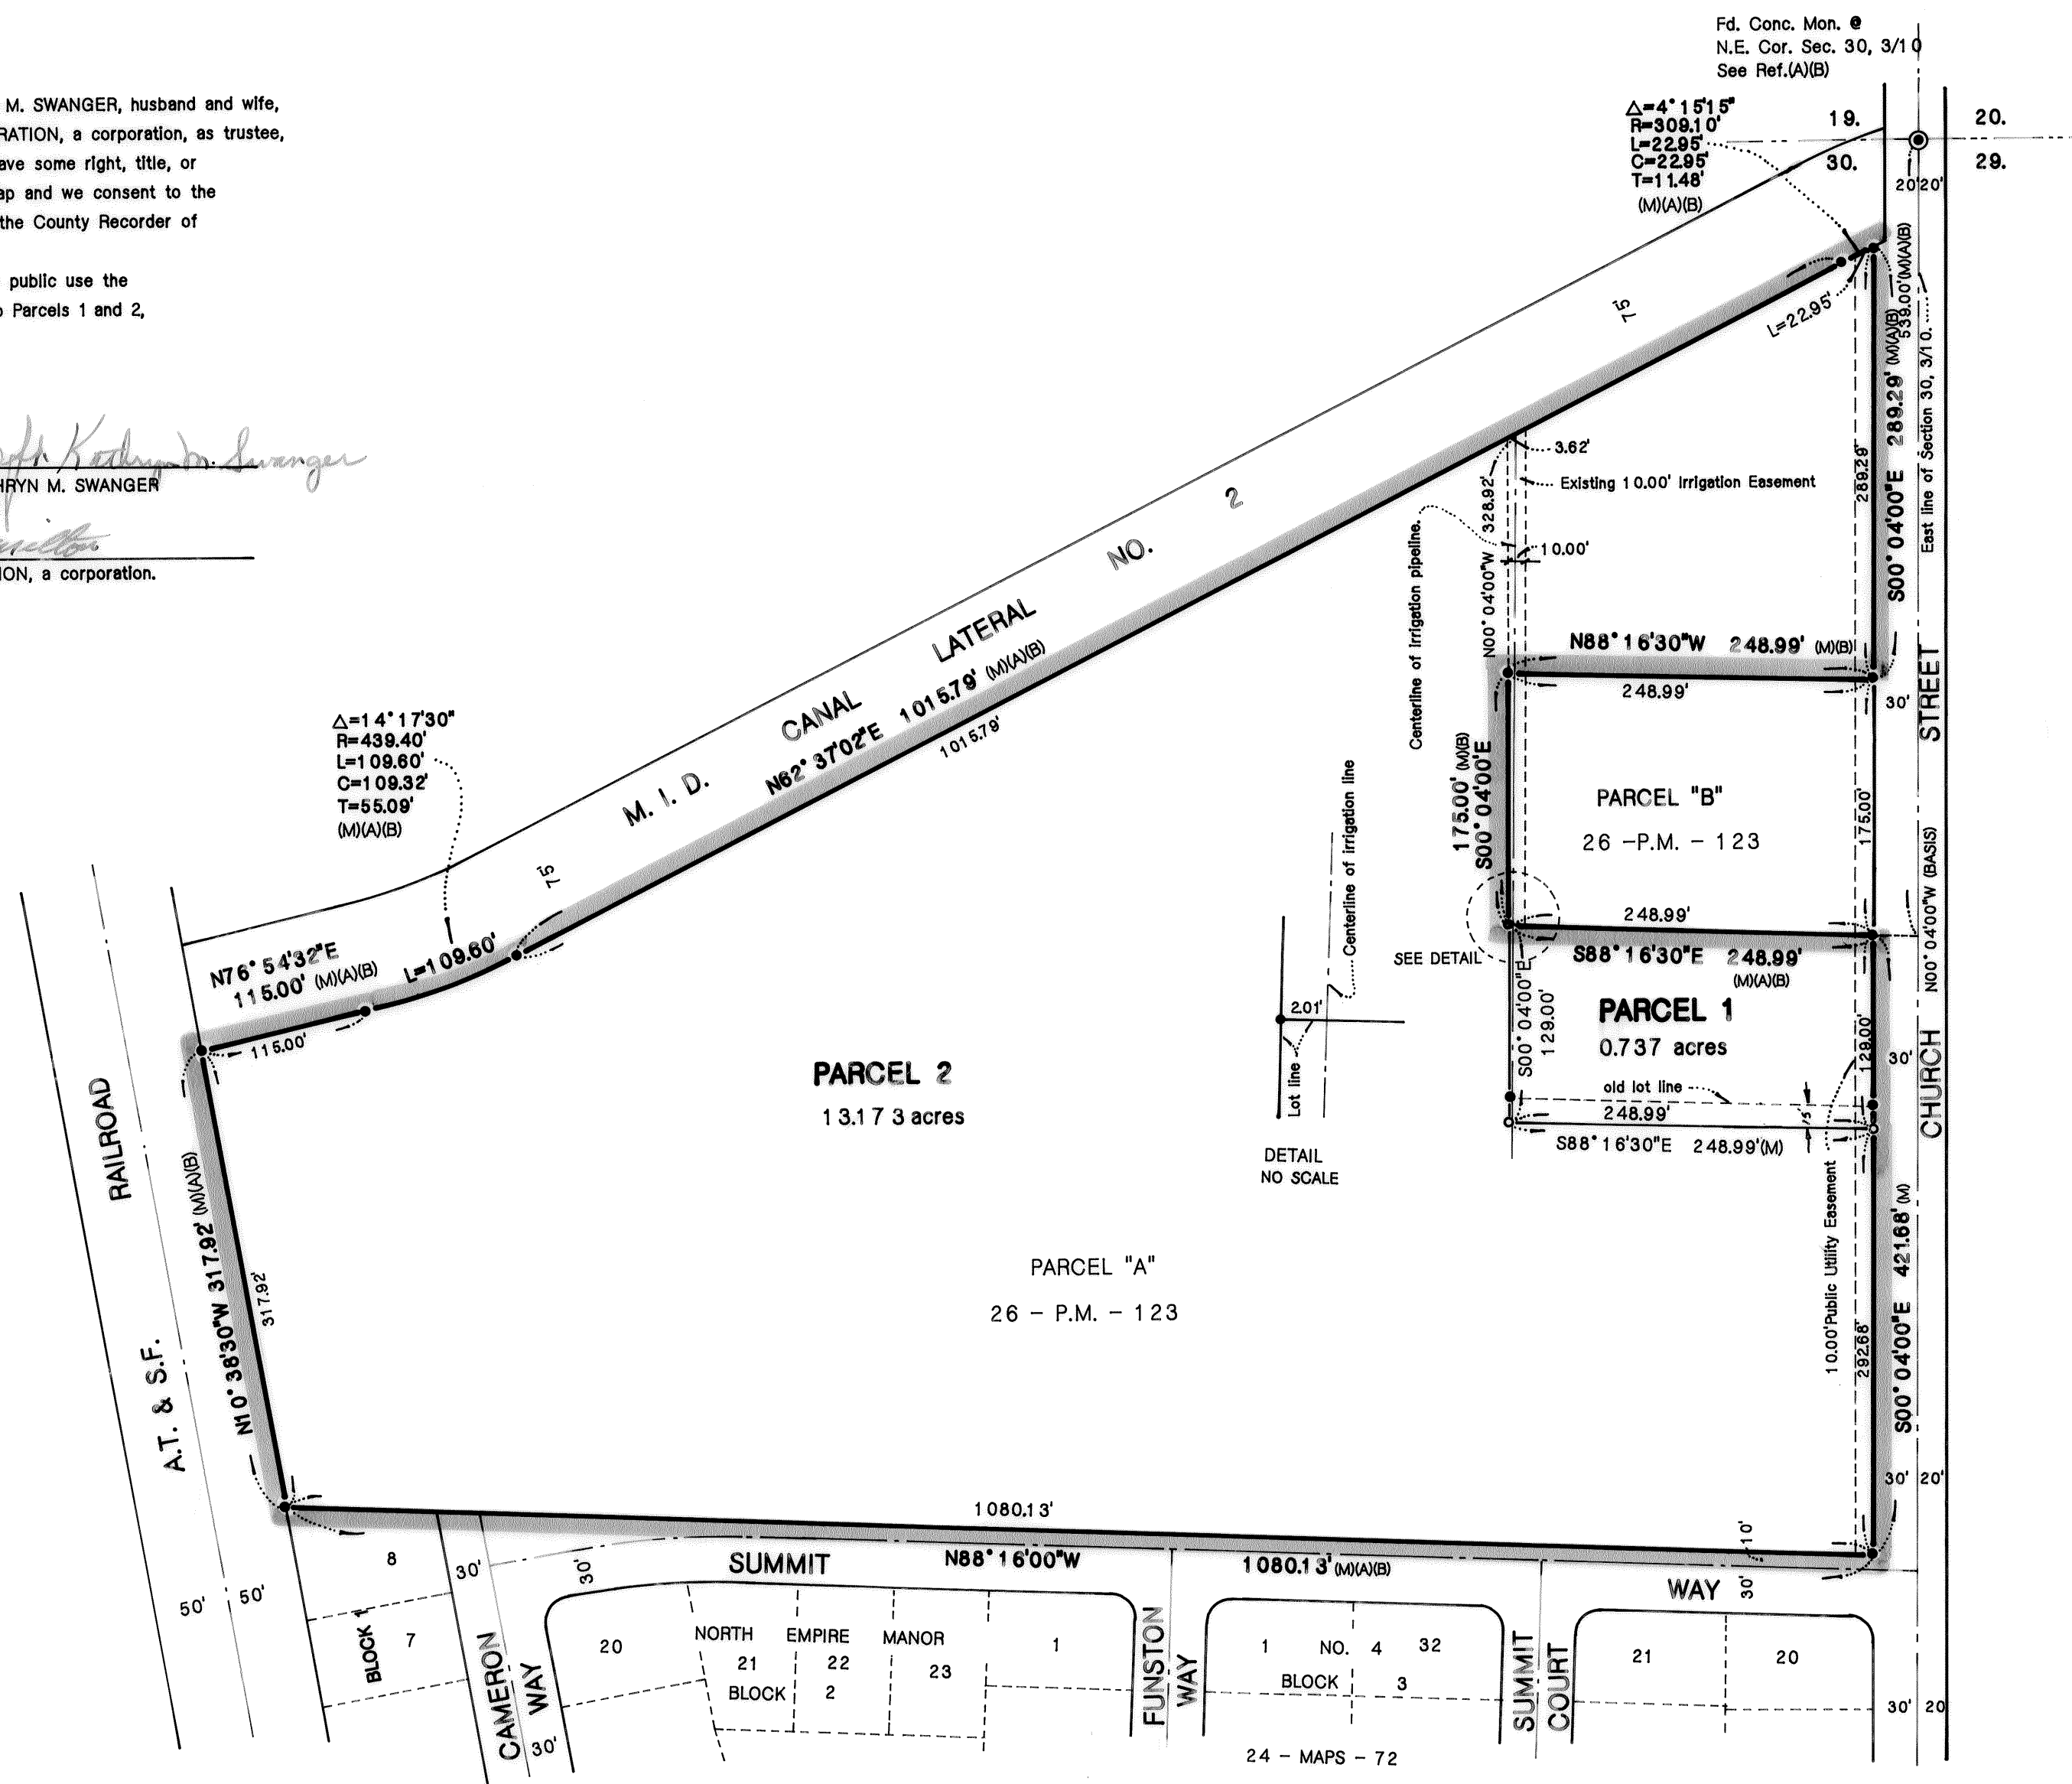 M. SWANGER, husband and wife,
RATION, a corporation, as trustee,
ave some right, title, or
ap and we consent to the
the County Recorder of
public use the
Parcels 1 and 2,
Kathryn M. Swanger
HRYN M. SWANGER
ION, a corporation.
Fd. Conc. Mon. @
N.E. Cor. Sec. 30, 3/10
See Ref.(A)(B)
Δ=4°15'15"
R=309.10'
L=22.95'
C=22.95'
T=11.48'
(M)(A)(B)
19.
20.
30.
29.
20'
20'
539.00'(M)(A)(B)
East line of Section 30, 3/10.
S00°04'00"E 289.29' (M)(A)(B)
289.29'
L=22.95'
75'
3.62'
Existing 10.00' Irrigation Easement
10.00'
N00°04'00"W 328.92'
Centerline of irrigation pipeline.
N88°16'30"W 248.99' (M)(B)
248.99'
30'
STREET
M. I. D. CANAL LATERAL NO. 2
N62°37'02"E 1015.79' (M)(A)(B)
1015.79'
Δ=14°17'30"
R=439.40'
L=109.60'
C=109.32'
T=55.09'
(M)(A)(B)
75'
175.00' (M)(B)
S00°04'00"E
PARCEL "B"
26 -P.M. - 123
175.00'
N00°04'00"W (BASIS)
248.99'
SEE DETAIL
S88°16'30"E 248.99'
(M)(A)(B)
N76°54'32"E
115.00' (M)(A)(B)
L=109.60'
115.00'
PARCEL 2
13.173 acres
2.01'
Centerline of irrigation line
Lot line
DETAIL
NO SCALE
S00°04'00"E
129.00'
PARCEL 1
0.737 acres
129.00'
30'
CHURCH
old lot line
248.99'
S88°16'30"E 248.99'(M)
RAILROAD
A.T. & S.F.
N10°38'30"W 317.92' (M)(A)(B)
317.92'
PARCEL "A"
26 - P.M. - 123
10.00'Public Utility Easement
292.68'
S00°04'00"E 421.68' (M)
30'
20'
1080.13'
10'
SUMMIT
N88°16'00"W
1080.13' (M)(A)(B)
WAY
30'
8
30'
30'
50'
50'
BLOCK 1
7
CAMERON
WAY
30'
20
NORTH EMPIRE MANOR
21
22
23
BLOCK 2
1
FUNSTON
WAY
1
NO. 4
32
BLOCK 3
SUMMIT
COURT
21
20
30'
20
24 - MAPS - 72